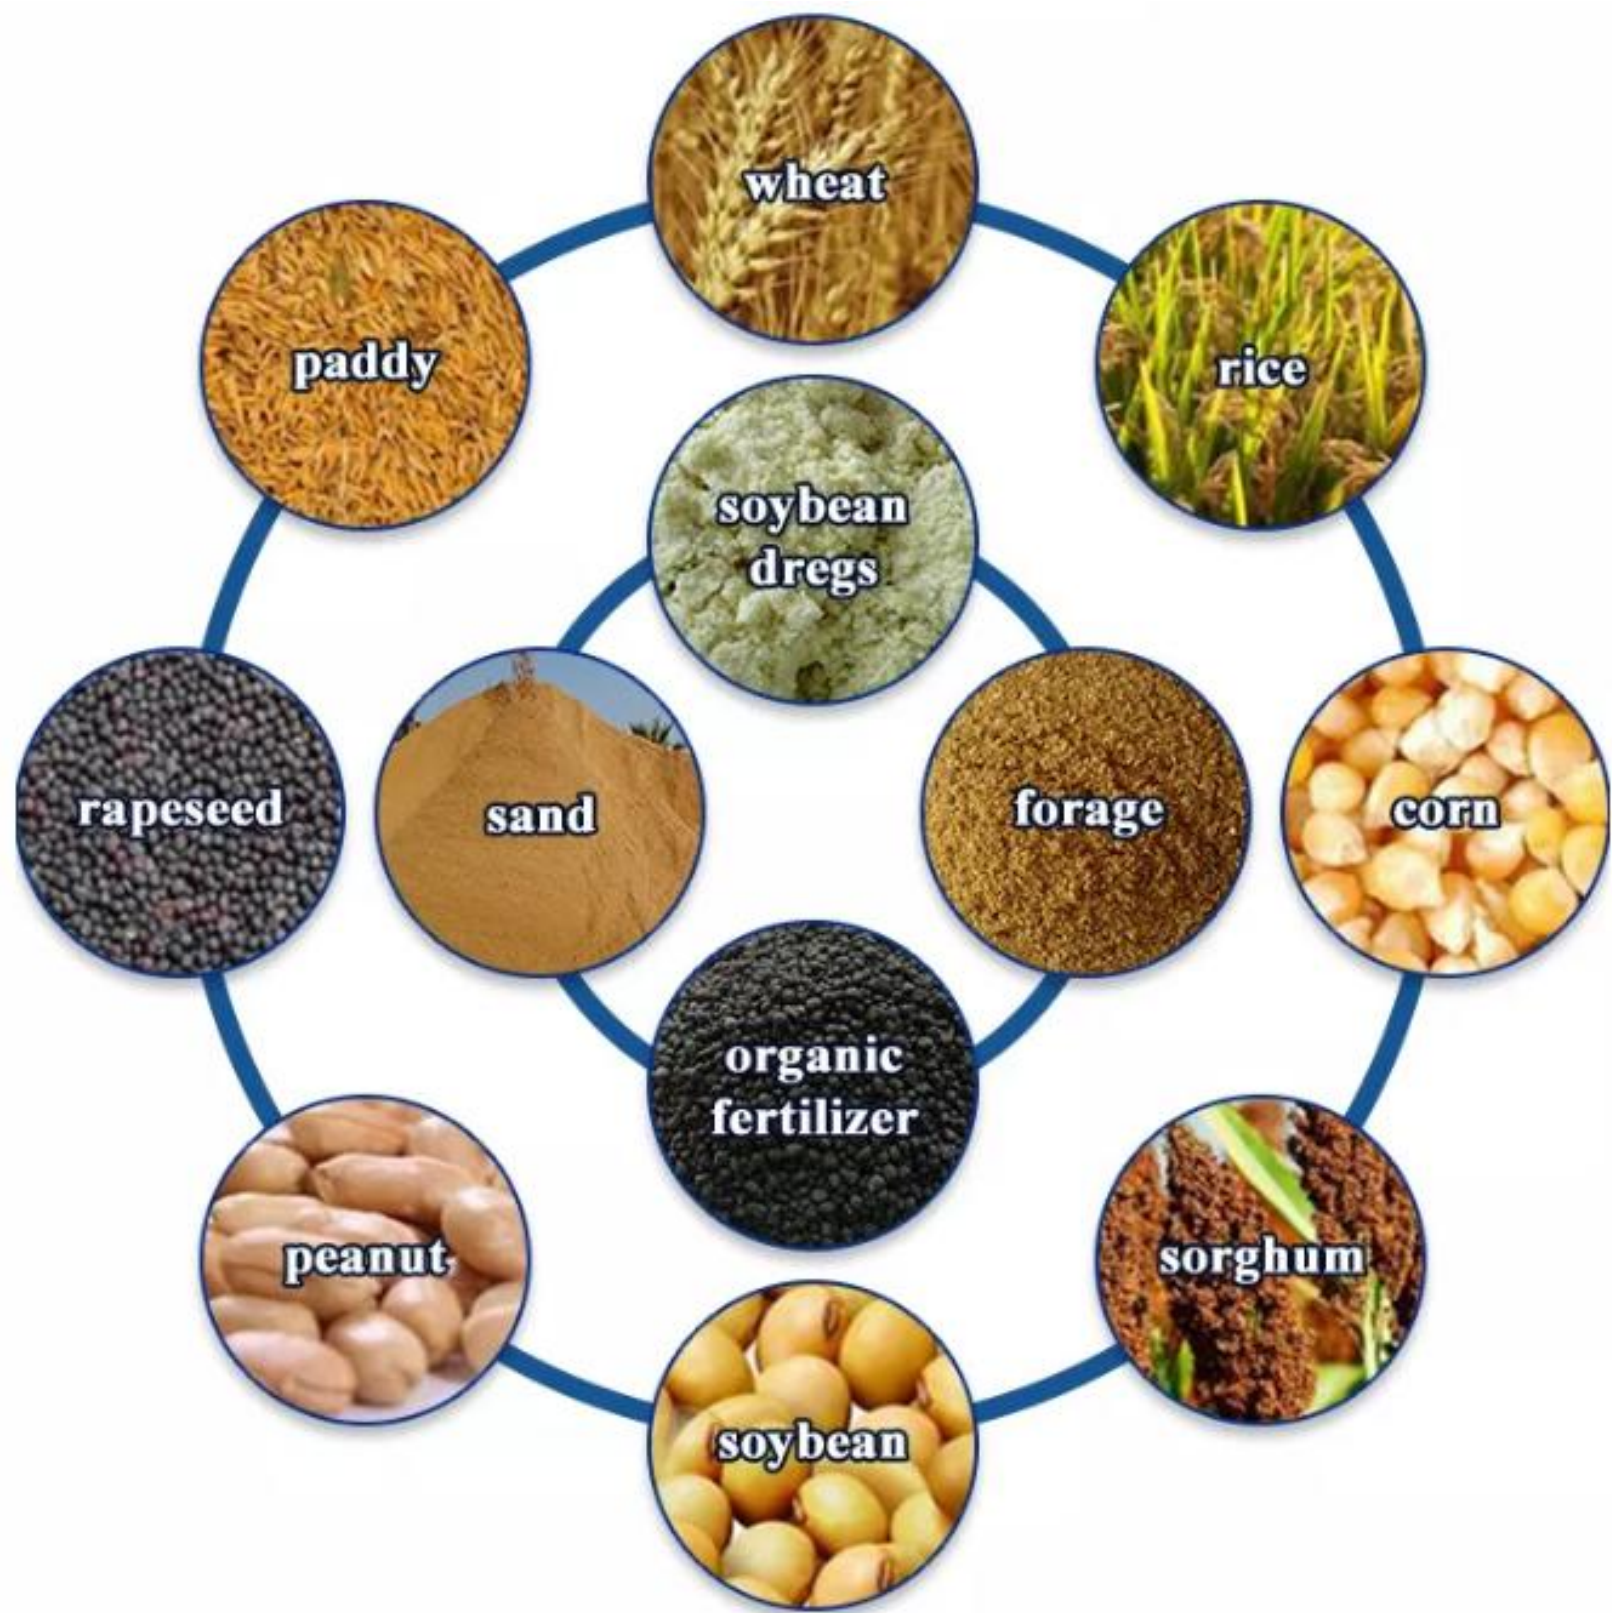 wheat
paddy
rice
soybean
dregs
rapeseed
sand
forage
corn
organic
fertilizer
peanut
sorghum
soybean